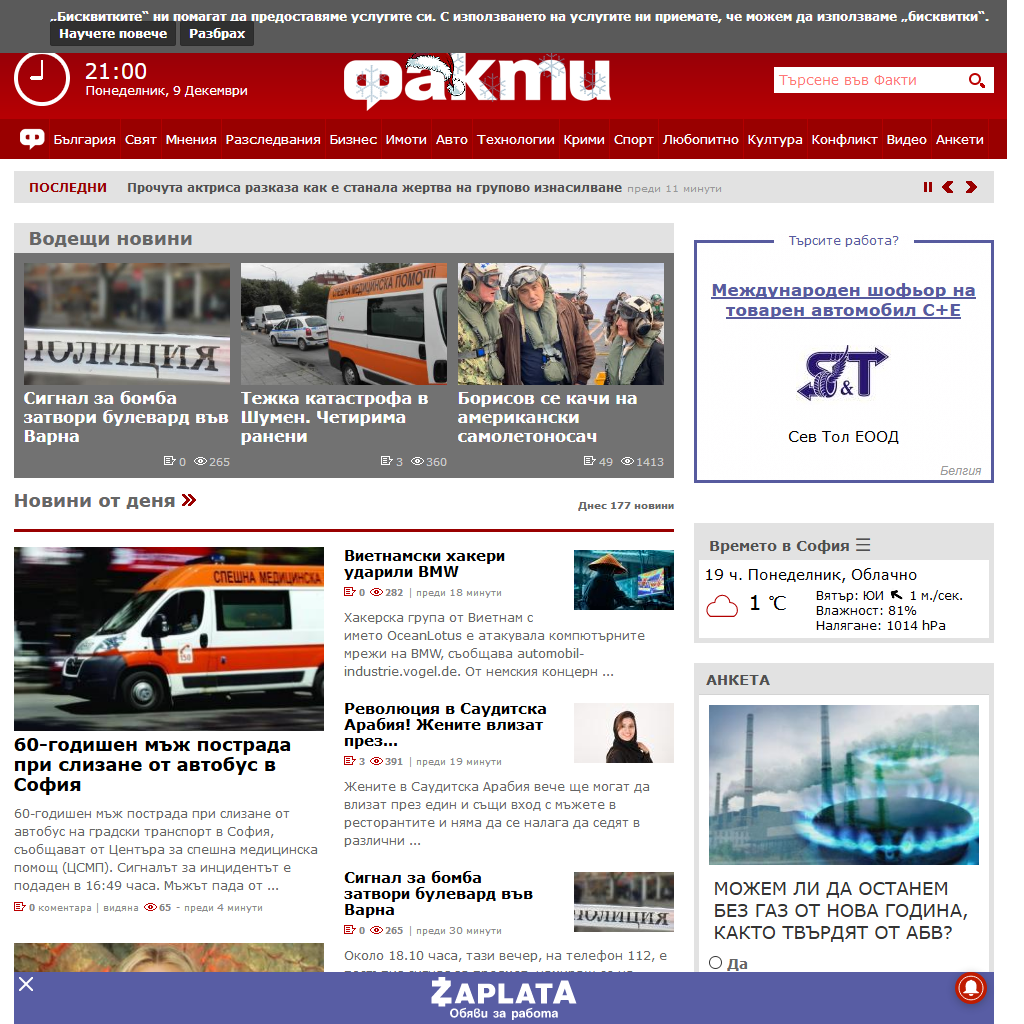 „Бисквитките“ ни помагат да предоставяме услугите си. С използването на услугите ни приемате, че можем да използваме „бисквитки“.
Научете повече Разбрах
21:00
Понеделник, 9 Декември
факти
Търсене във Факти
България Свят Мнения Разследвания Бизнес Имоти Авто Технологии Крими Спорт Любопитно Култура Конфликт Видео Анкети
ПОСЛЕДНИ Прочута актриса разказа как е станала жертва на групово изнасилване преди 11 минути
Водещи новини
ПОЛИЦИЯ
СПЕШНА МЕДИЦИНСКА ПОМОЩ
Сигнал за бомба
затвори булевард във
Варна
0 265
Тежка катастрофа в
Шумен. Четирима
ранени
3 360
Борисов се качи на
американски
самолетоносач
49 1413
Новини от деня
Днес 177 новини
СПЕШНА МЕДИЦИНСКА
150
60-годишен мъж пострада
при слизане от автобус в
София
60-годишен мъж пострада при слизане от
автобус на градски транспорт в София,
съобщават от Центъра за спешна медицинска
помощ (ЦСМП). Сигналът за инцидентът е
подаден в 16:49 часа. Мъжът пада от ...
0 коментара | видяна 65 - преди 4 минути
Виетнамски хакери
ударили BMW
0 282 | преди 18 минути
Хакерска група от Виетнам с
името OceanLotus е атакувала компютърните
мрежи на BMW, съобщава automobil-
industrie.vogel.de. От немския концерн ...
Революция в Саудитска
Арабия! Жените влизат
през...
3 391 | преди 19 минути
Жените в Саудитска Арабия вече ще могат да
влизат през един и същи вход с мъжете в
ресторантите и няма да се налага да седят в
различни ...
Сигнал за бомба
затвори булевард във
Варна
0 265 | преди 30 минути
ПОЛИЦИЯ
Около 18.10 часа, тази вечер, на телефон 112, е
Търсите работа?
Международен шофьор на
товарен автомобил C+E
S&T
Сев Тол ЕООД
Белгия
Времето в София
19 ч. Понеделник, Облачно
1 °C
Вятър: ЮИ 1 м./сек.
Влажност: 81%
Налягане: 1014 hPa
АНКЕТА
МОЖЕМ ЛИ ДА ОСТАНЕМ
БЕЗ ГАЗ ОТ НОВА ГОДИНА,
КАКТО ТВЪРДЯТ ОТ АБВ?
Да
ZAPLATA
Обяви за работа